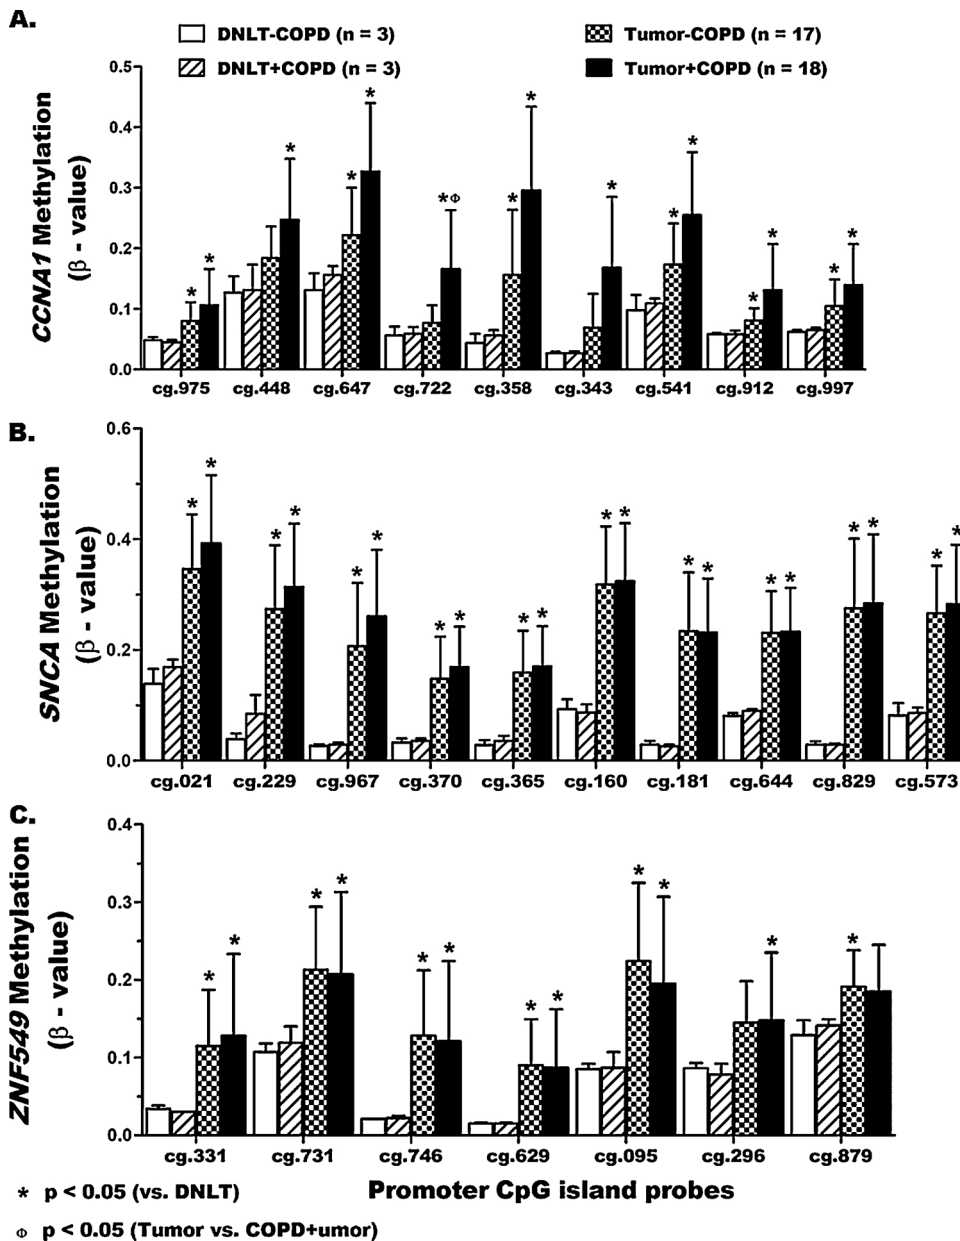 A.
DNLT-COPD (n = 3)
Tumor-COPD (n = 17)
DNLT+COPD (n = 3)
Tumor+COPD (n = 18)
CCNA1 Methylation
(β - value)
0.5
0.4
0.3
0.2
0.1
0.0
* * * * * *Φ * * * * * * * * *
cg.975 cg.448 cg.647 cg.722 cg.358 cg.343 cg.541 cg.912 cg.997
B.
SNCA Methylation
(β - value)
0.6
0.4
0.2
0.0
* * * * * * * * * * * * * * * * * * * *
cg.021 cg.229 cg.967 cg.370 cg.365 cg.160 cg.181 cg.644 cg.829 cg.573
C.
ZNF549 Methylation
(β - value)
0.4
0.3
0.2
0.1
0.0
* * * * * * * * * * * *
cg.331 cg.731 cg.746 cg.629 cg.095 cg.296 cg.879
* p < 0.05 (vs. DNLT)
Promoter CpG island probes
Φ p < 0.05 (Tumor vs. COPD+umor)